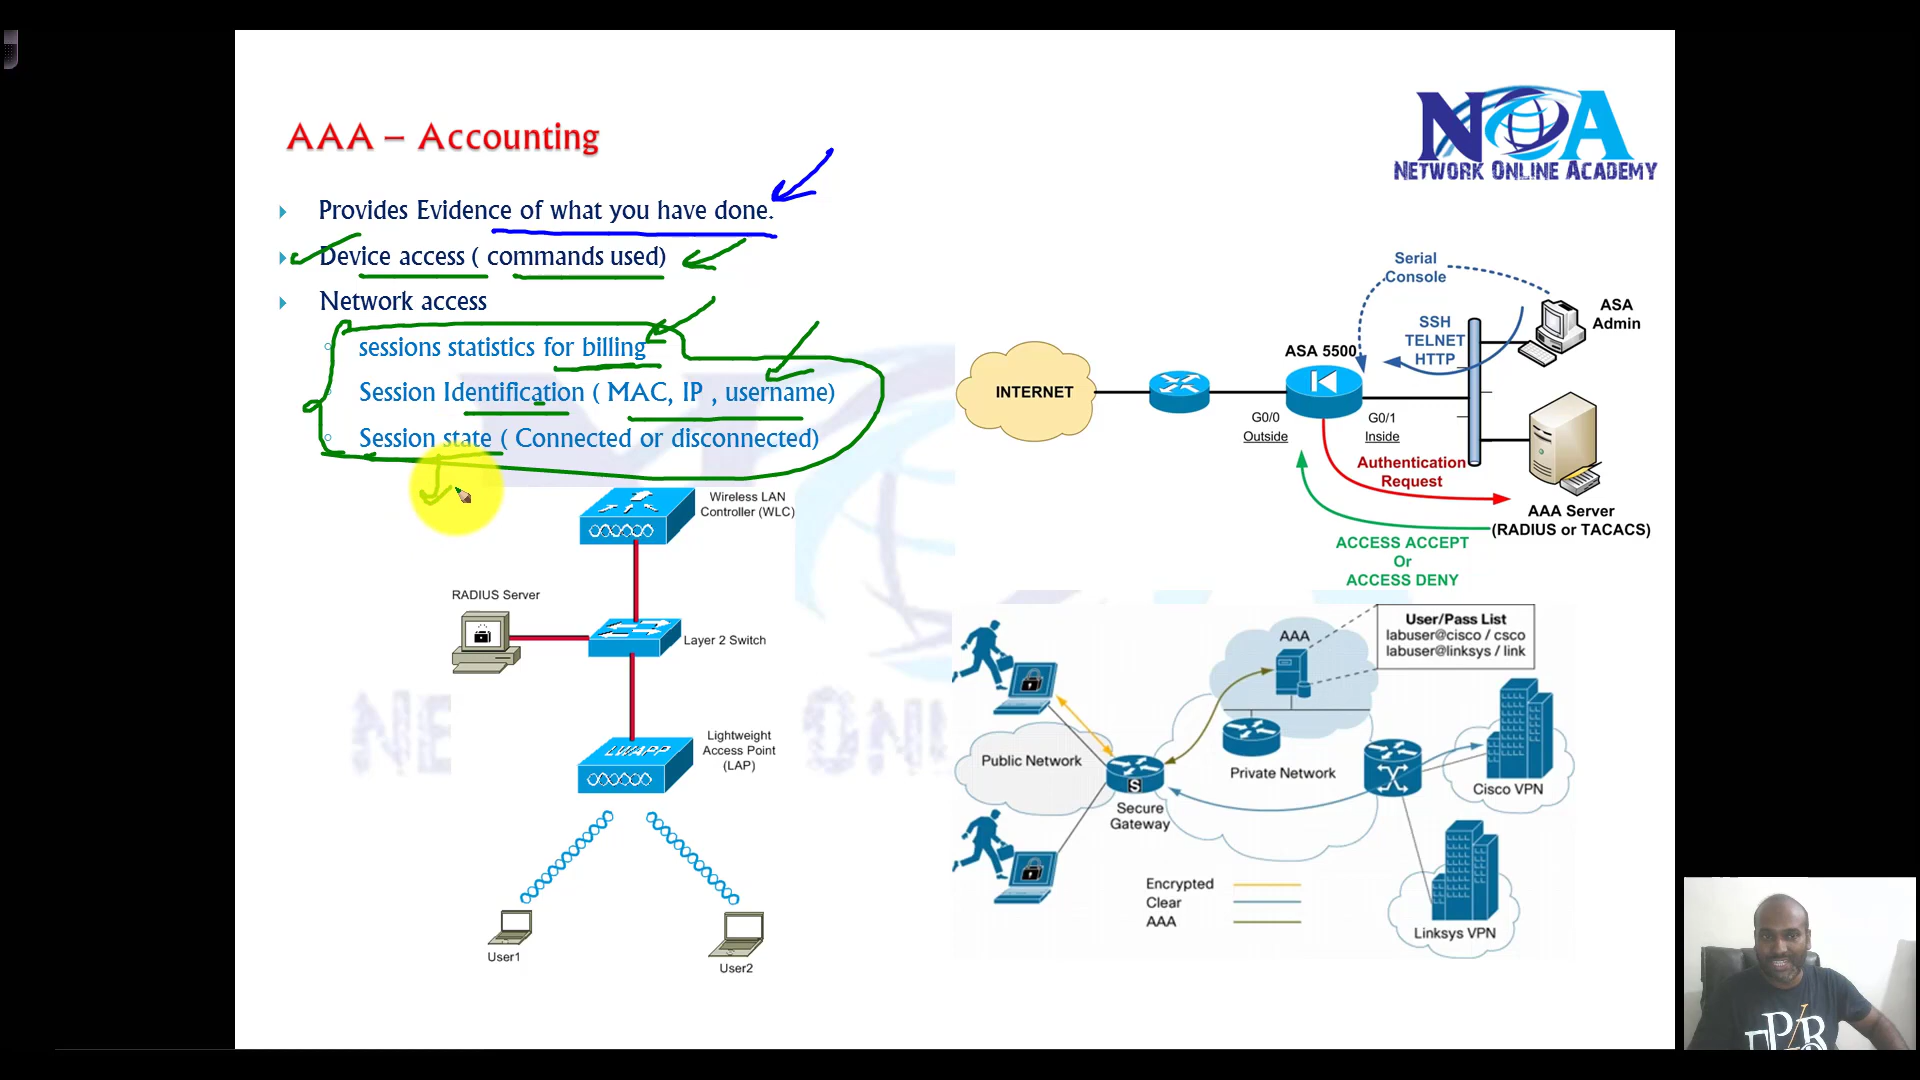 AAA – Accounting
NOA
NETWORK ONLINE ACADEMY
Provides Evidence of what you have done.
Device access ( commands used)
Network access
sessions statistics for billing
Session Identification ( MAC, IP , username)
Session state ( Connected or disconnected)
Wireless LAN
Controller (WLC)
RADIUS Server
Layer 2 Switch
LWAPP
Lightweight
Access Point
(LAP)
User1
User2
Serial
Console
ASA
Admin
SSH
TELNET
HTTP
ASA 5500
INTERNET
G0/0
Outside
G0/1
Inside
Authentication
Request
AAA Server
(RADIUS or TACACS)
ACCESS ACCEPT
Or
ACCESS DENY
User/Pass List
labuser@cisco / csco
labuser@linksys / link
AAA
Public Network
Private Network
S
Secure
Gateway
Cisco VPN
Linksys VPN
Encrypted
Clear
AAA